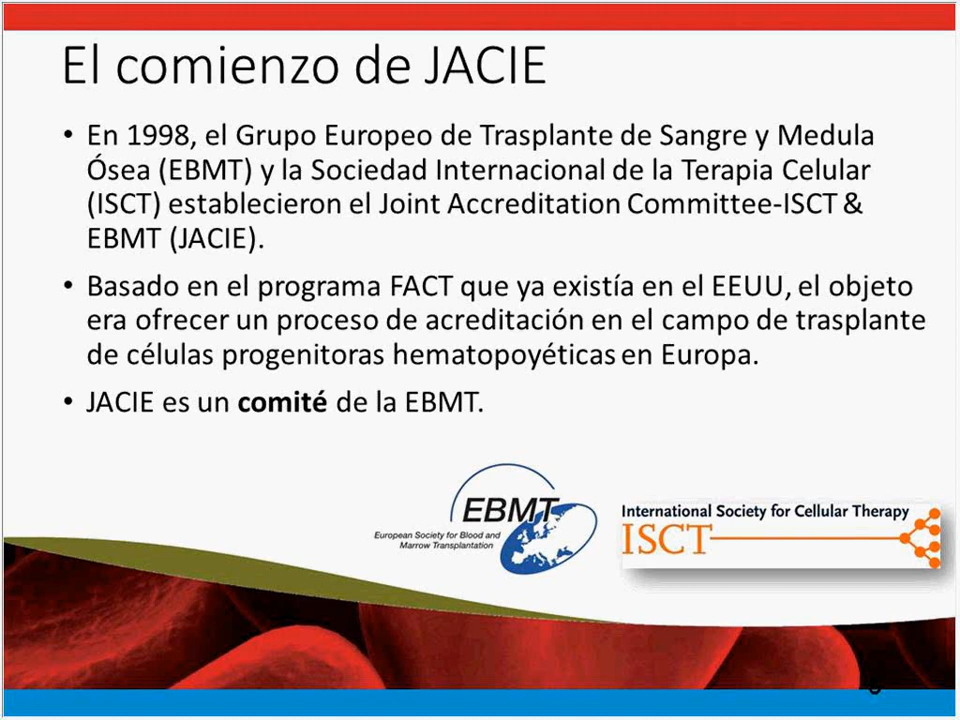 El comienzo de JACIE
• En 1998, el Grupo Europeo de Trasplante de Sangre y Medula
Ósea (EBMT) y la Sociedad Internacional de la Terapia Celular
(ISCT) establecieron el Joint Accreditation Committee-ISCT &
EBMT (JACIE).
• Basado en el programa FACT que ya existía en el EEUU, el objeto
era ofrecer un proceso de acreditación en el campo de trasplante
de células progenitoras hematopoyéticas en Europa.
• JACIE es un comité de la EBMT.
EBMT
European Society for Blood and
Marrow Transplantation
International Society for Cellular Therapy
ISCT